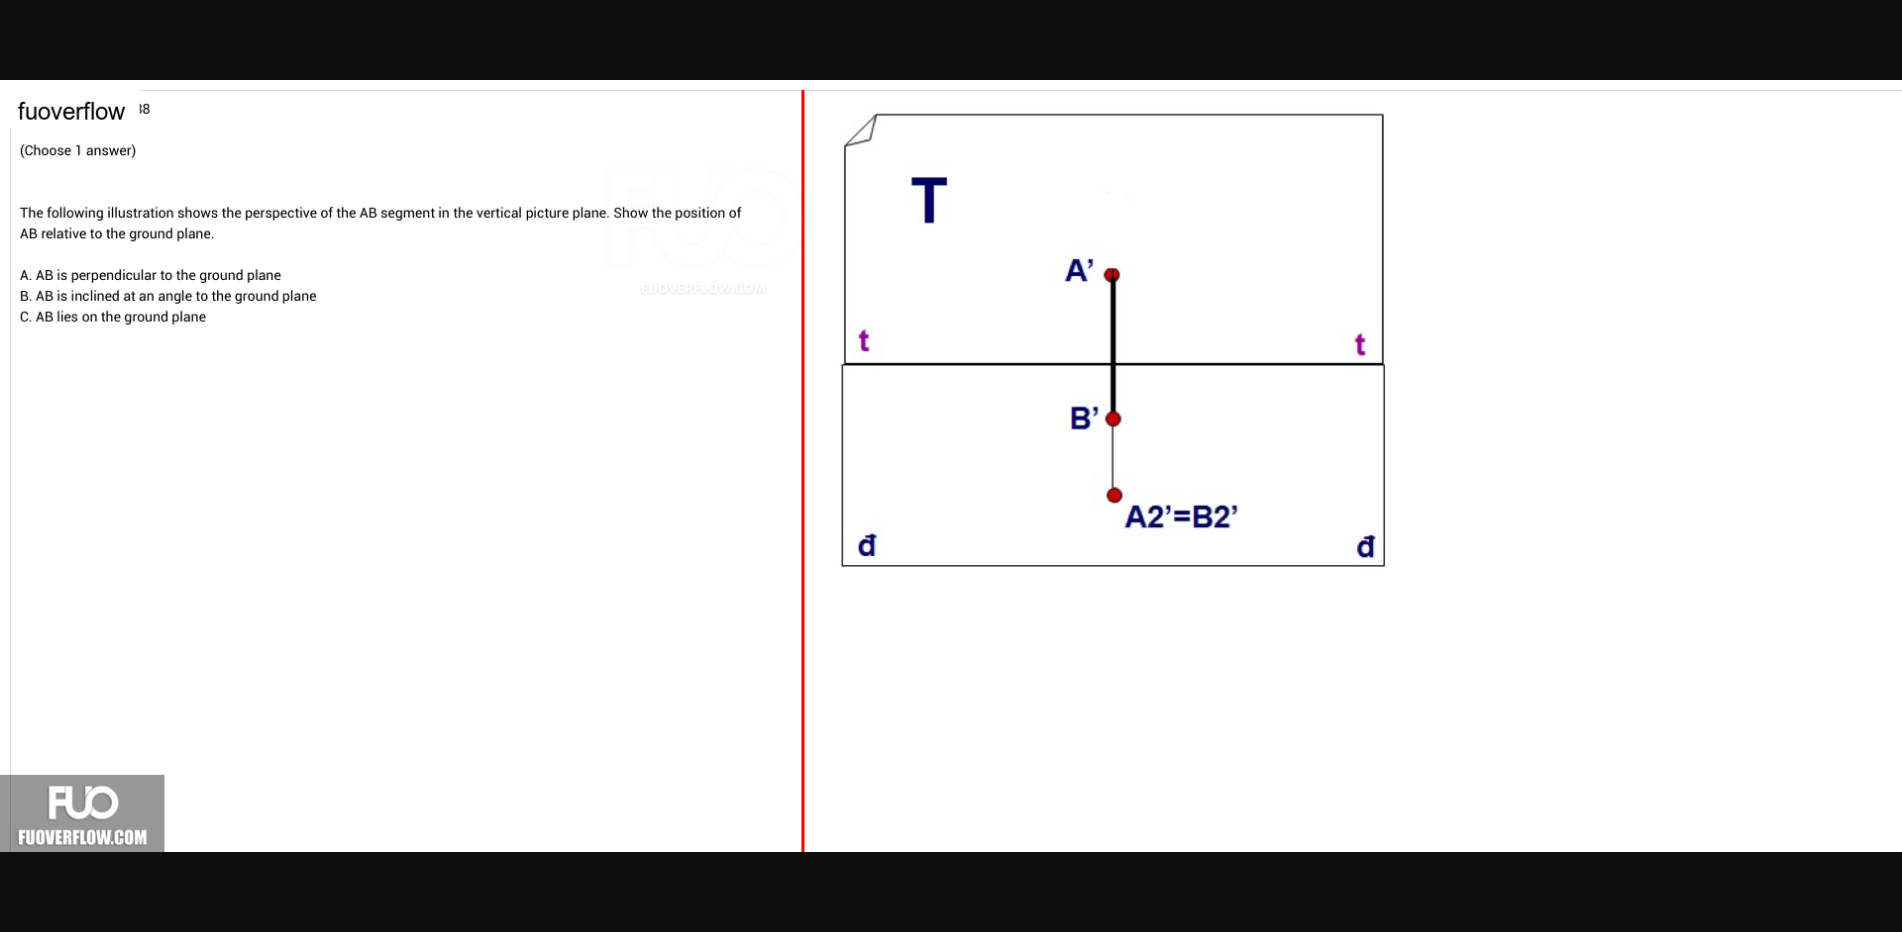 fuoverflow 38
(Choose 1 answer)
The following illustration shows the perspective of the AB segment in the vertical picture plane. Show the position of
AB relative to the ground plane.
A. AB is perpendicular to the ground plane
B. AB is inclined at an angle to the ground plane
C. AB lies on the ground plane
FUO
FUOVERFLOW.COM
T
A’
t t
B’
A2’=B2’
đ đ
FUO
FUOVERFLOW.COM